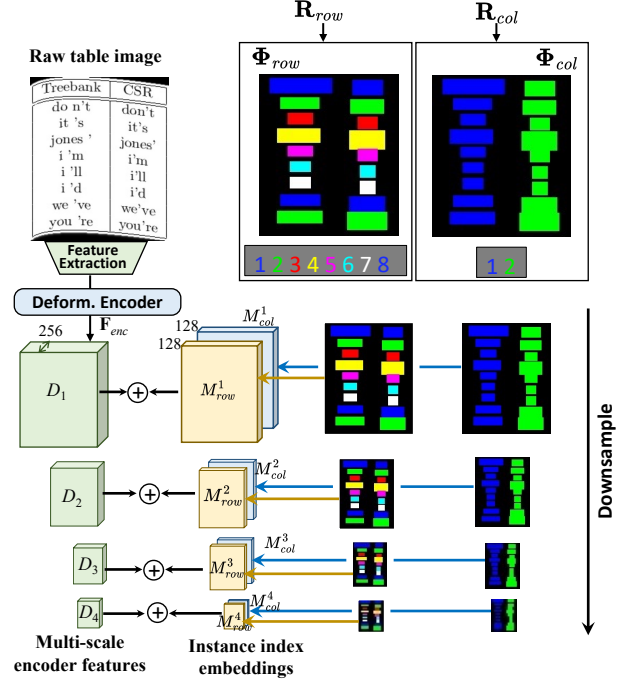 R_row
R_col
Φ_row
Φ_col
Raw table image
Treebank CSR
do n't don't
it 's it's
jones ' jones'
i 'm i'm
i 'll i'll
i 'd i'd
we 've we've
you 're you're
1 2 3 4 5 6 7 8
1 2
Feature
Extraction
Deform. Encoder
F_enc
256
128
128
D_1
M^1_row
M^1_col
D_2
M^2_row
M^2_col
D_3
M^3_row
M^3_col
D_4
M^4_row
M^4_col
Downsample
Multi-scale
encoder features
Instance index
embeddings